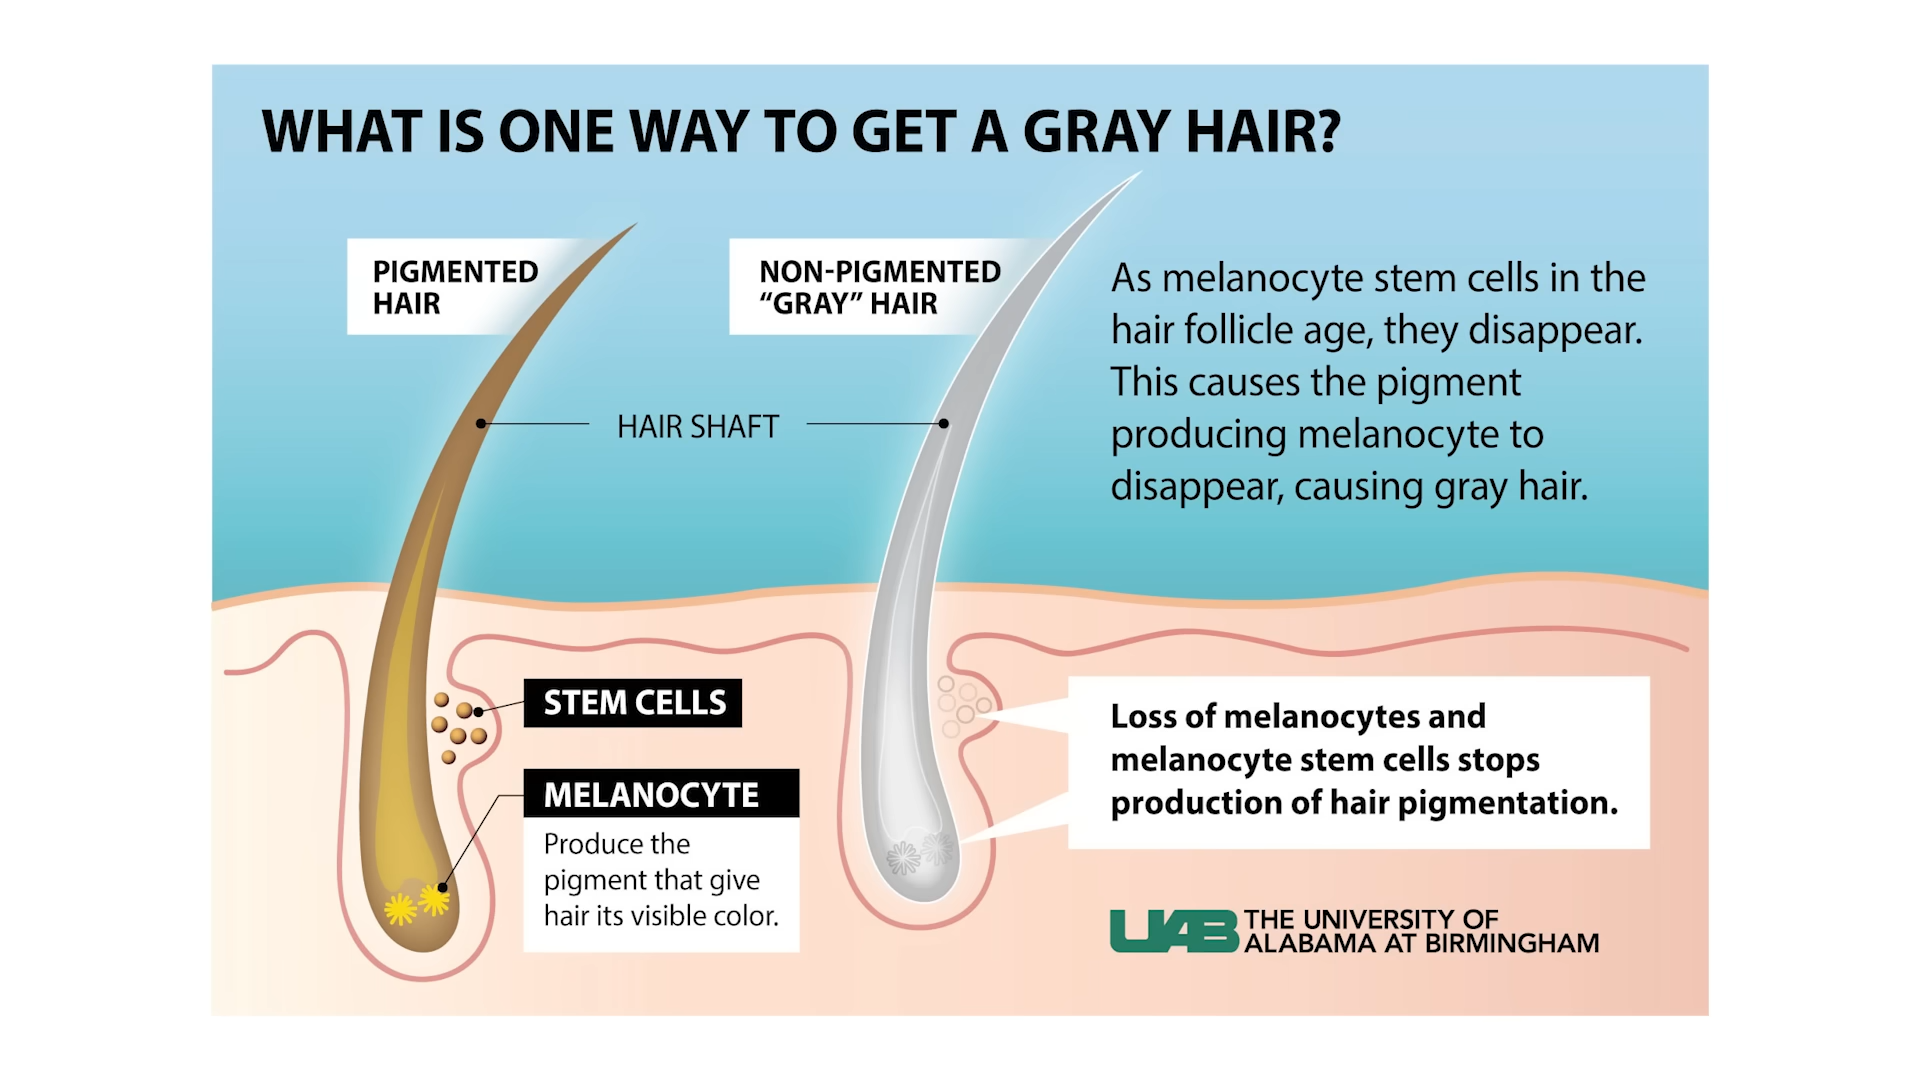 WHAT IS ONE WAY TO GET A GRAY HAIR?
PIGMENTED
HAIR
NON-PIGMENTED
“GRAY” HAIR
As melanocyte stem cells in the
hair follicle age, they disappear.
This causes the pigment
producing melanocyte to
disappear, causing gray hair.
HAIR SHAFT
STEM CELLS
MELANOCYTE
Produce the
pigment that give
hair its visible color.
Loss of melanocytes and
melanocyte stem cells stops
production of hair pigmentation.
UAB THE UNIVERSITY OF
ALABAMA AT BIRMINGHAM